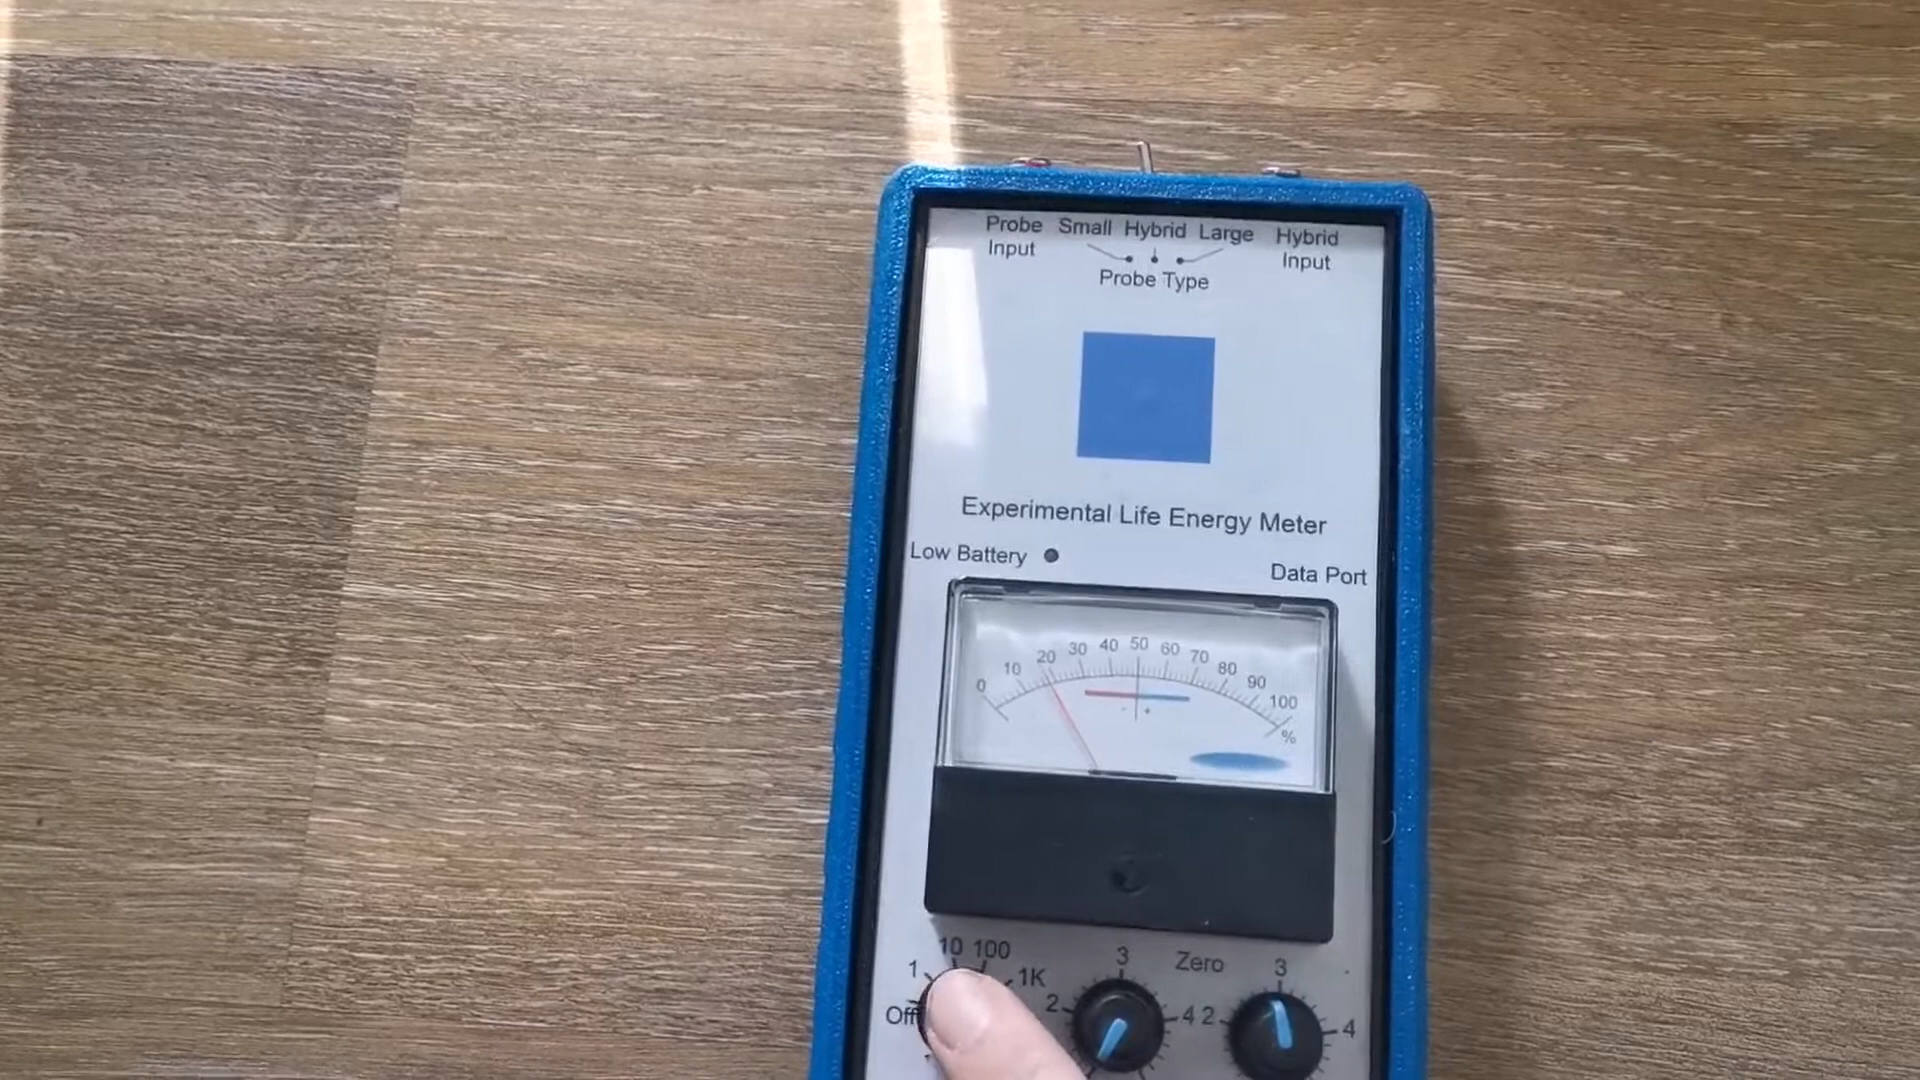 Probe Input
Small Hybrid Large
Hybrid Input
Probe Type
Experimental Life Energy Meter
Low Battery
Data Port
0 10 20 30 40 50 60 70 80 90 100
- +
%
Off 1 10 100 1K
2 3 4
Zero
2 3 4